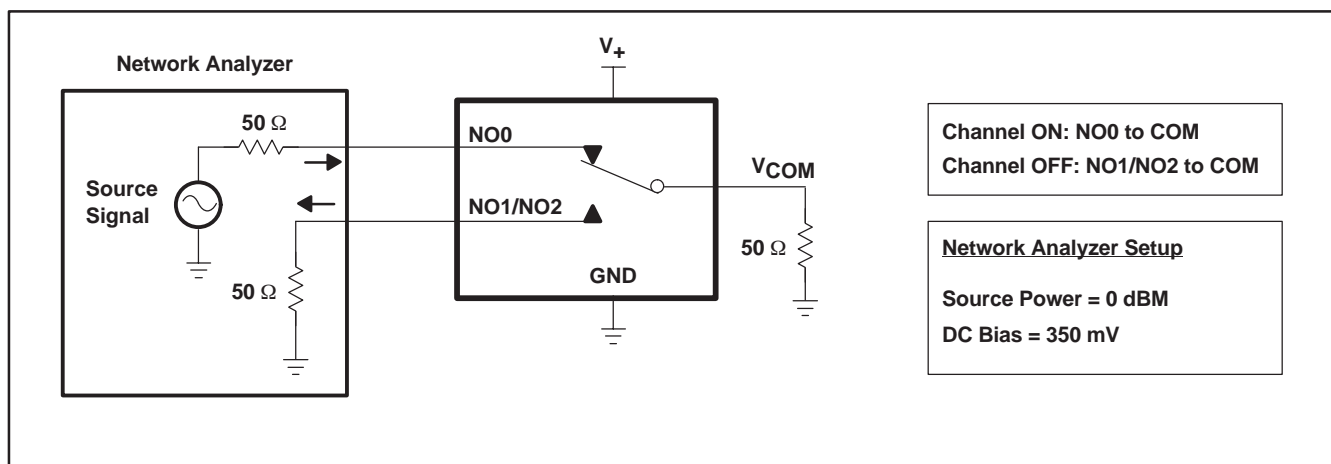 V+
Network Analyzer
50 Ω
NO0
Channel ON: NO0 to COM
Channel OFF: NO1/NO2 to COM
VCOM
Source
Signal
NO1/NO2
50 Ω
50 Ω
GND
Network Analyzer Setup
Source Power = 0 dBM
DC Bias = 350 mV